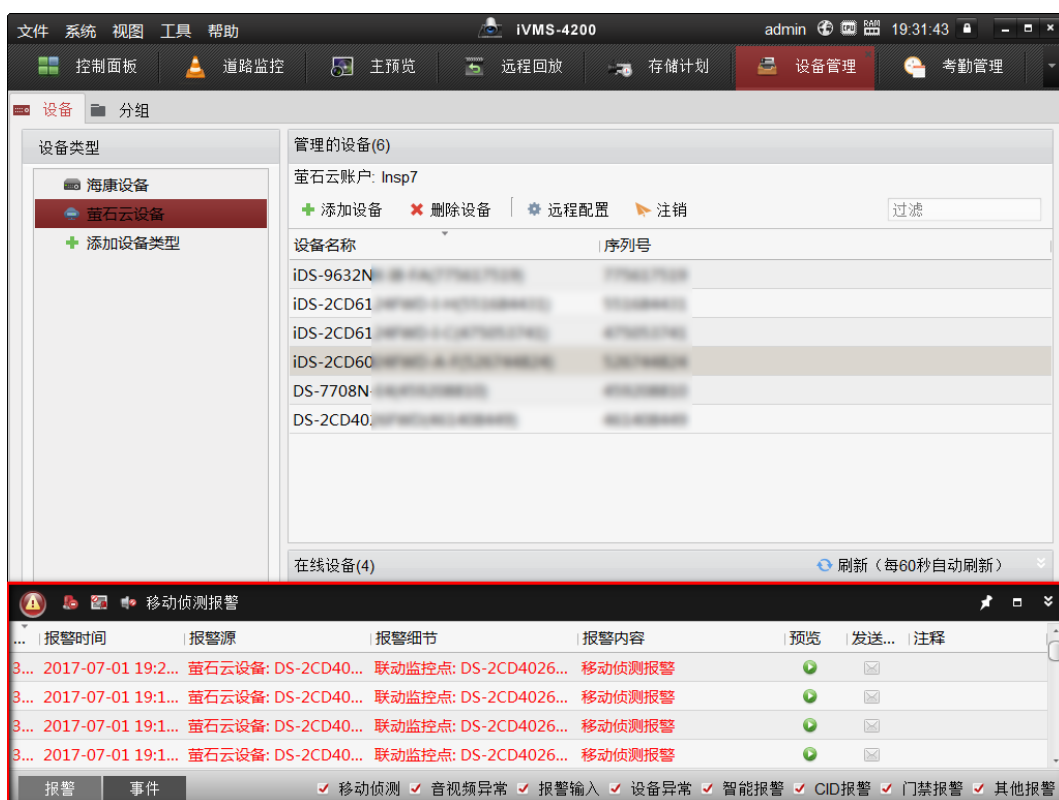 文件 系统 视图 工具 帮助 iVMS-4200 admin CPU RAM 19:31:43
控制面板 道路监控 主预览 远程回放 存储计划 设备管理 考勤管理
设备 分组
设备类型
海康设备
萤石云设备
添加设备类型
管理的设备(6)
萤石云账户: lnsp7
添加设备 删除设备 远程配置 注销 过滤
设备名称 序列号
iDS-9632N
iDS-2CD61
iDS-2CD61
iDS-2CD60
DS-7708N
DS-2CD40
在线设备(4) 刷新（每60秒自动刷新）
移动侦测报警
... 报警时间 报警源 报警细节 报警内容 预览 发送... 注释
3... 2017-07-01 19:2... 萤石云设备: DS-2CD40... 联动监控点: DS-2CD4026... 移动侦测报警
3... 2017-07-01 19:1... 萤石云设备: DS-2CD40... 联动监控点: DS-2CD4026... 移动侦测报警
3... 2017-07-01 19:1... 萤石云设备: DS-2CD40... 联动监控点: DS-2CD4026... 移动侦测报警
3... 2017-07-01 19:1... 萤石云设备: DS-2CD40... 联动监控点: DS-2CD4026... 移动侦测报警
报警 事件 移动侦测 音视频异常 报警输入 设备异常 智能报警 CID报警 门禁报警 其他报警